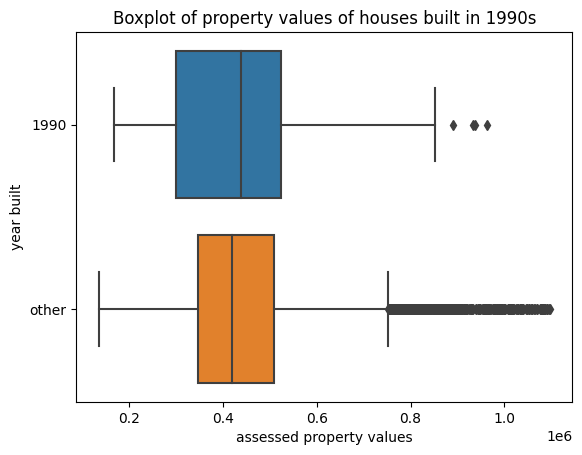 Boxplot of property values of houses built in 1990s
1990
year built
other
0.2 0.4 0.6 0.8 1.0
1e6
assessed property values